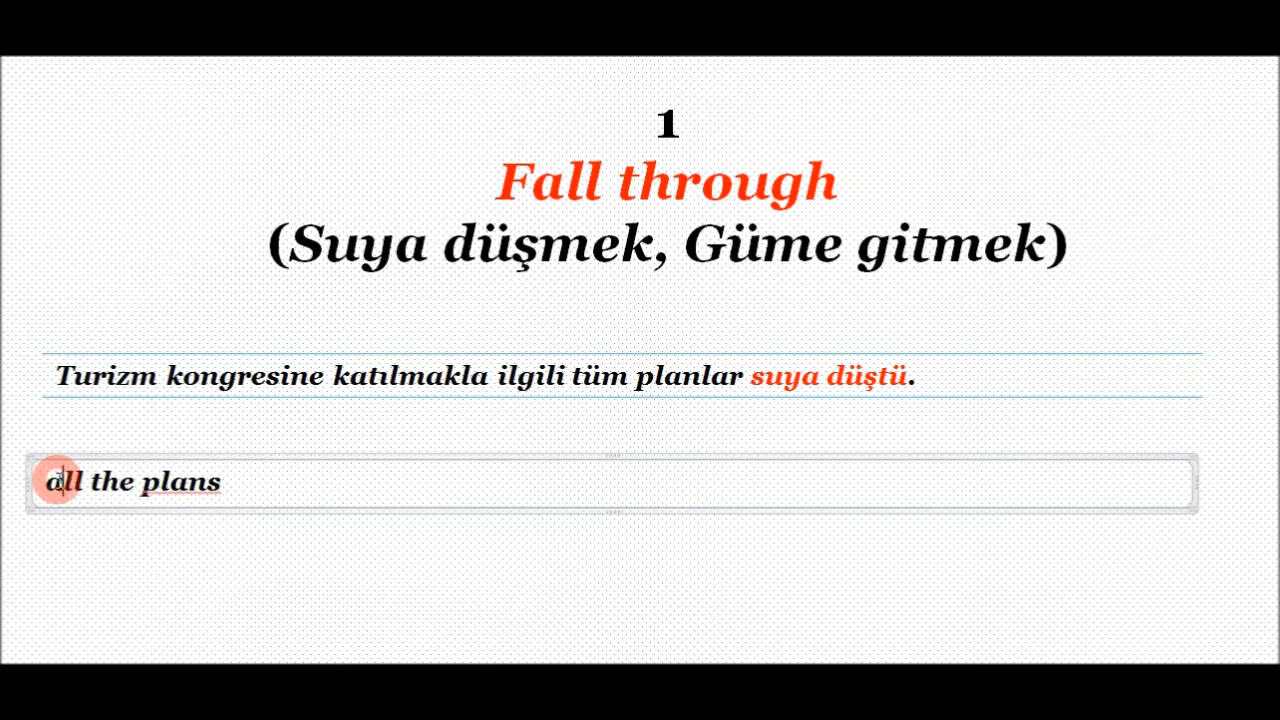 1
Fall through
(Suya düşmek, Güme gitmek)
Turizm kongresine katılmakla ilgili tüm planlar suya düştü.
all the plans